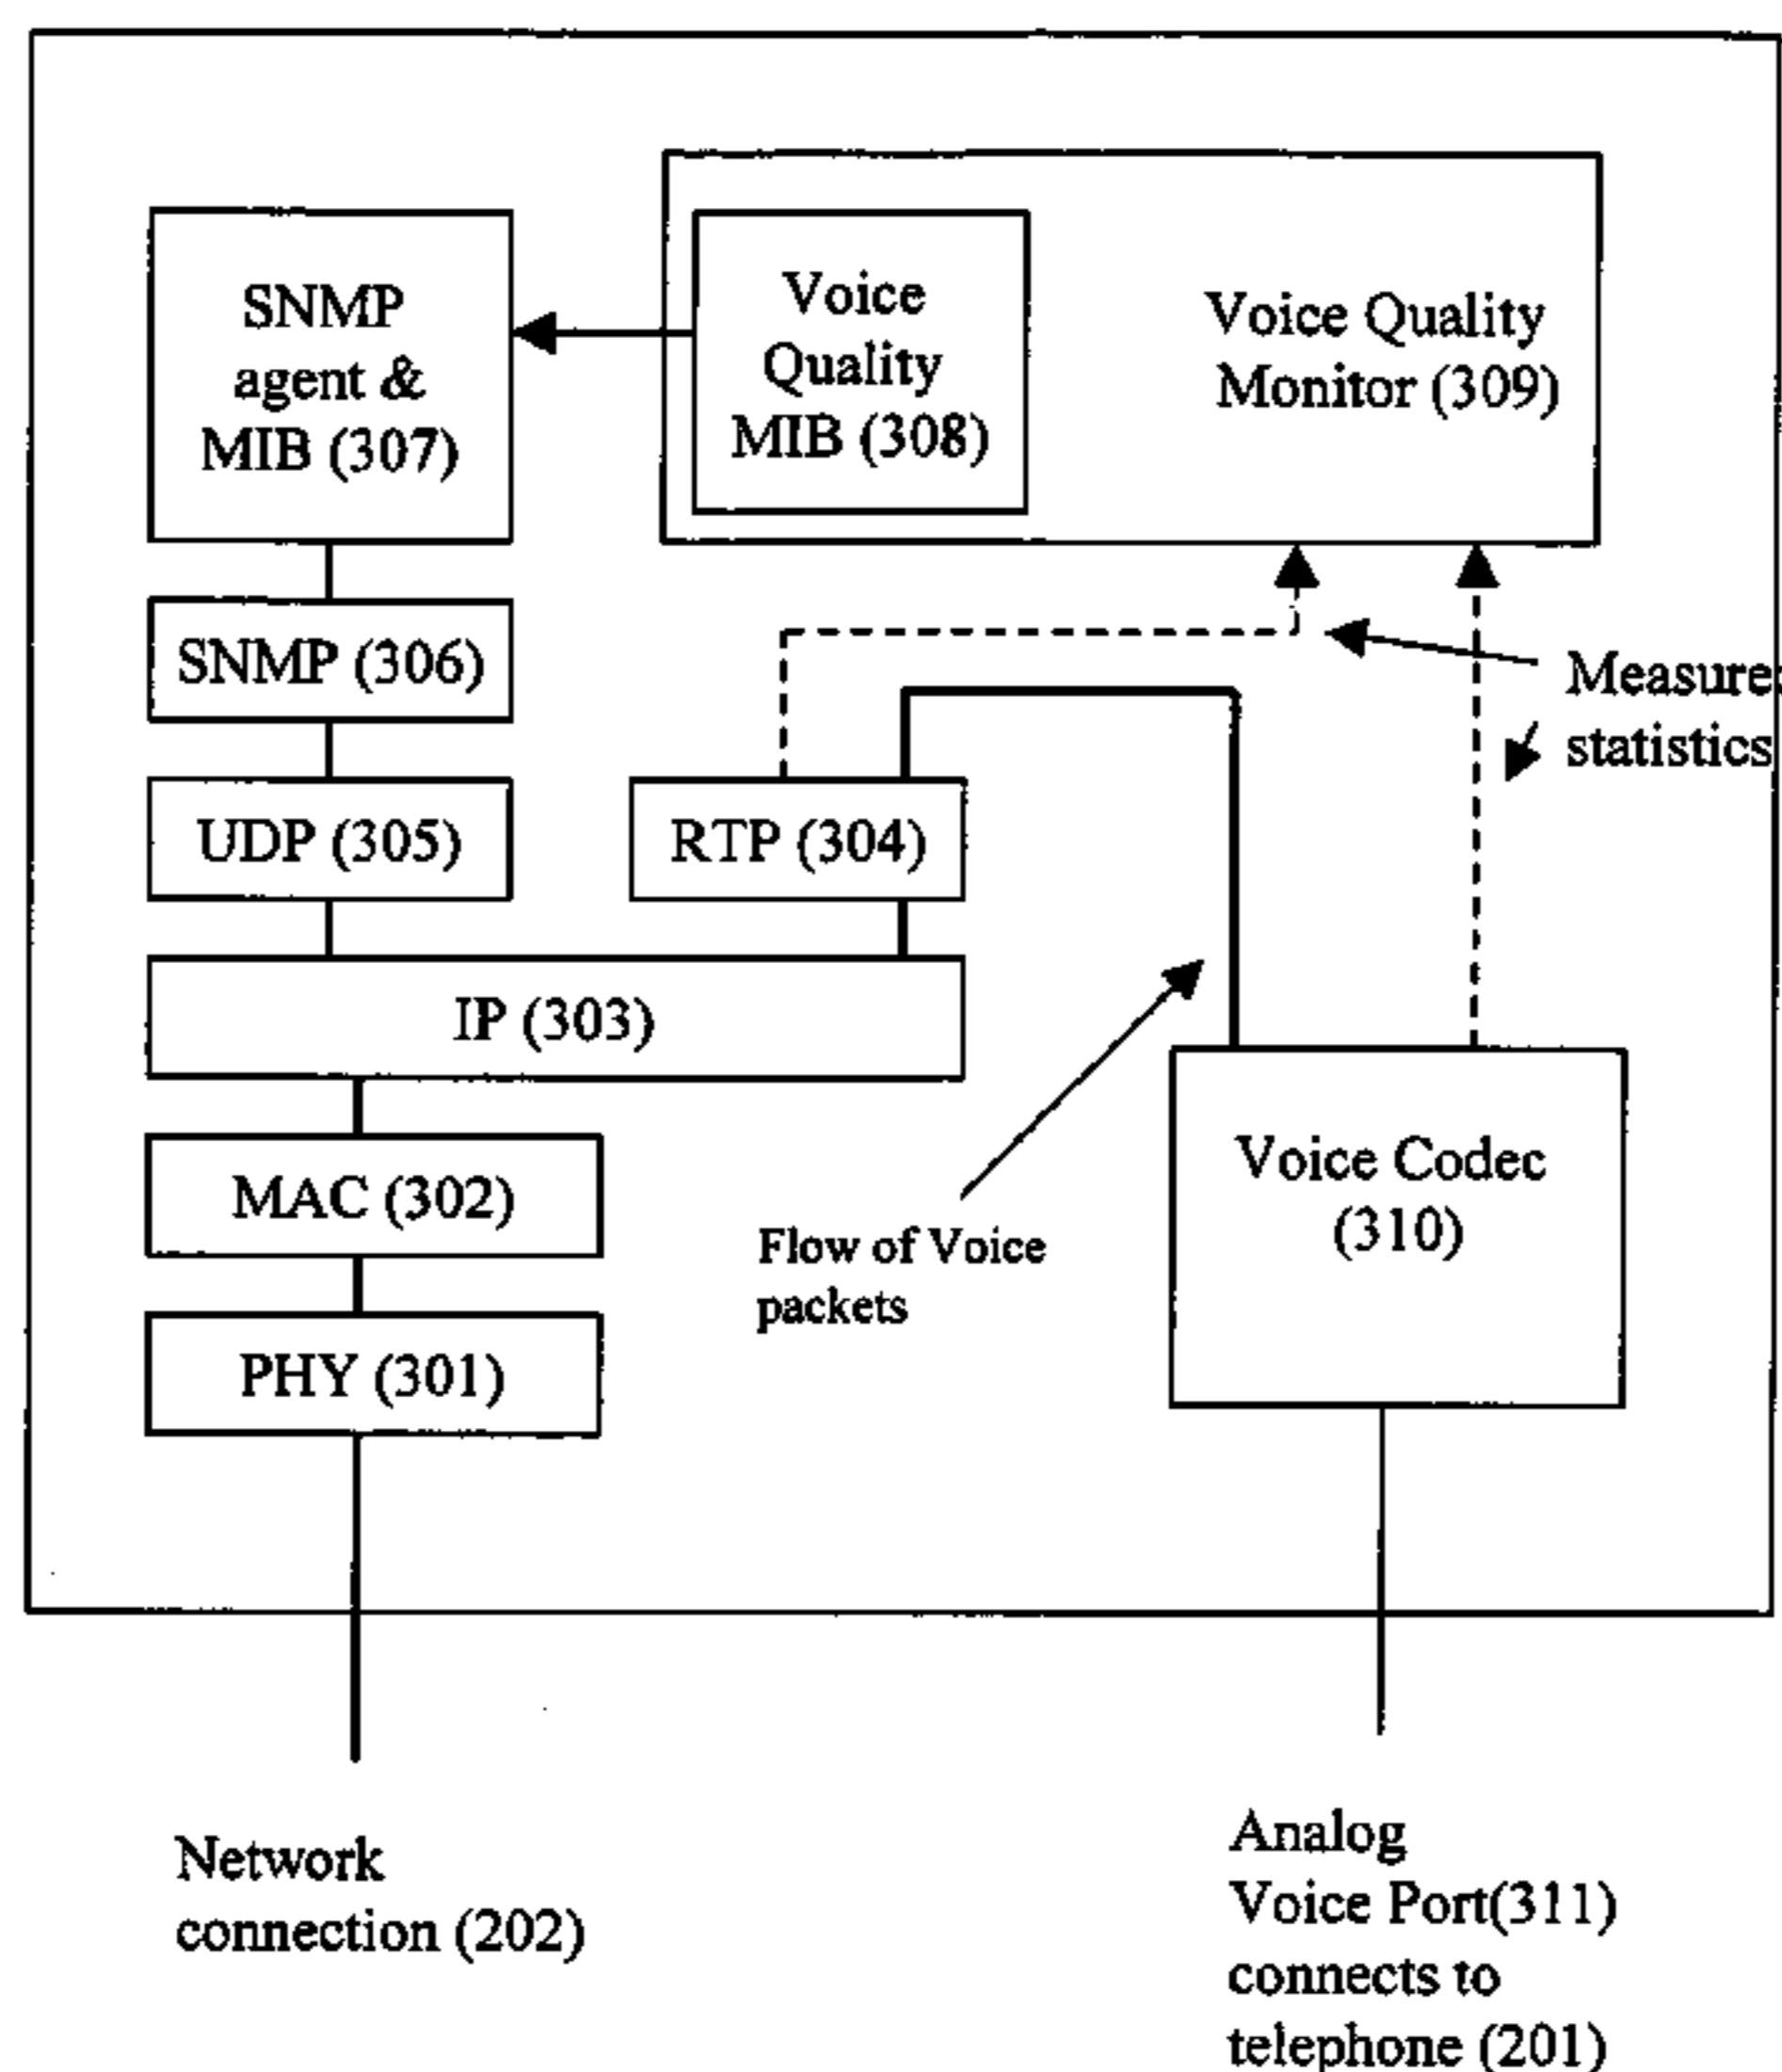 SNMP
agent &
MIB (307)
Voice
Quality
MIB (308)
Voice Quality
Monitor (309)
SNMP (306)
Measure
statistics
UDP (305)
RTP (304)
IP (303)
MAC (302)
Flow of Voice
packets
Voice Codec
(310)
PHY (301)
Network
connection (202)
Analog
Voice Port(311)
connects to
telephone (201)